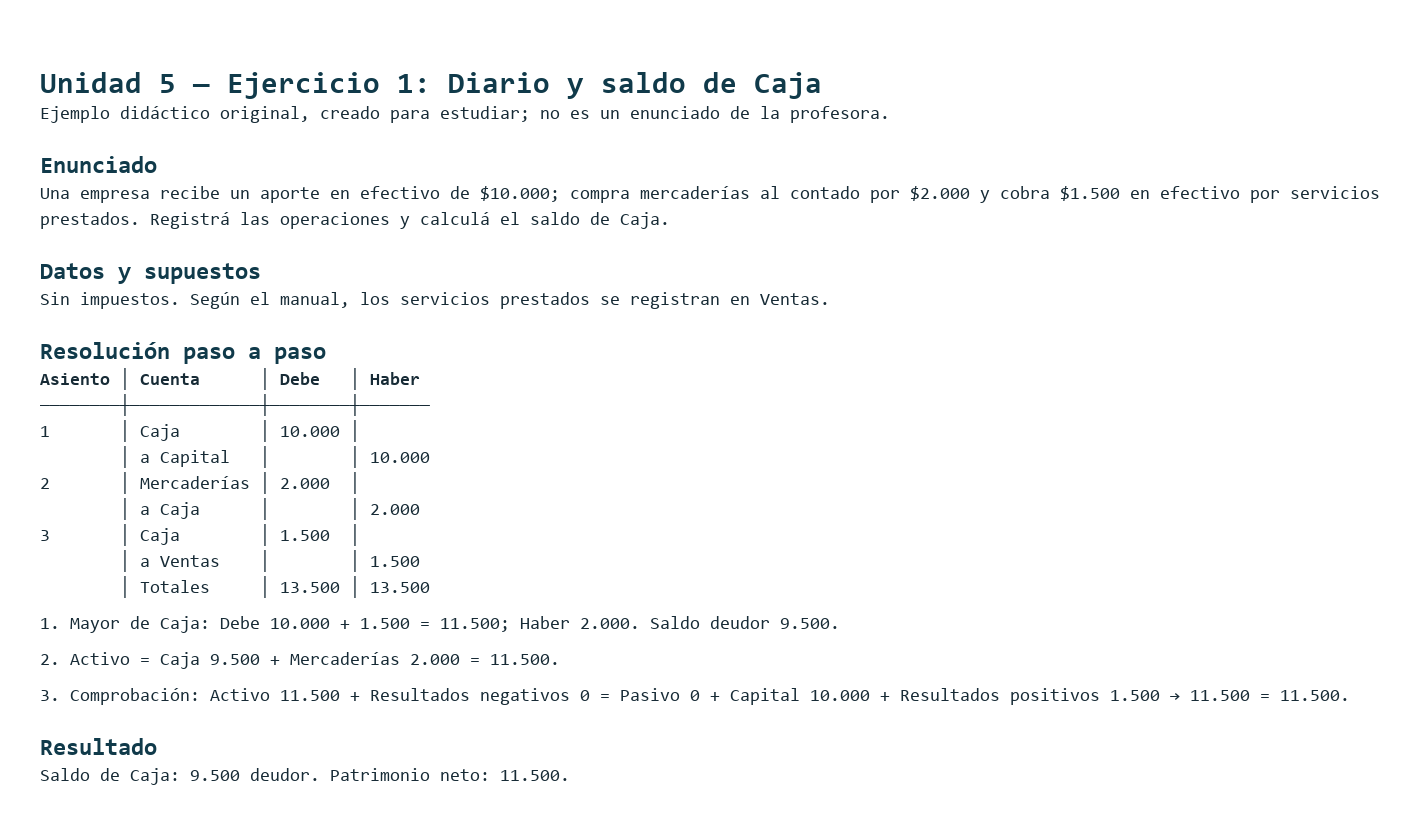 Unidad 5 — Ejercicio 1: Diario y saldo de Caja
Ejemplo didáctico original, creado para estudiar; no es un enunciado de la profesora.
Enunciado
Una empresa recibe un aporte en efectivo de $10.000; compra mercaderías al contado por $2.000 y cobra $1.500 en efectivo por servicios
prestados. Registrá las operaciones y calculá el saldo de Caja.
Datos y supuestos
Sin impuestos. Según el manual, los servicios prestados se registran en Ventas.
Resolución paso a paso
Asiento │ Cuenta │ Debe │ Haber
1 │ Caja │ 10.000 │
│ a Capital │ │ 10.000
2 │ Mercaderías │ 2.000 │
│ a Caja │ │ 2.000
3 │ Caja │ 1.500 │
│ a Ventas │ │ 1.500
│ Totales │ 13.500 │ 13.500
1. Mayor de Caja: Debe 10.000 + 1.500 = 11.500; Haber 2.000. Saldo deudor 9.500.
2. Activo = Caja 9.500 + Mercaderías 2.000 = 11.500.
3. Comprobación: Activo 11.500 + Resultados negativos 0 = Pasivo 0 + Capital 10.000 + Resultados positivos 1.500 → 11.500 = 11.500.
Resultado
Saldo de Caja: 9.500 deudor. Patrimonio neto: 11.500.